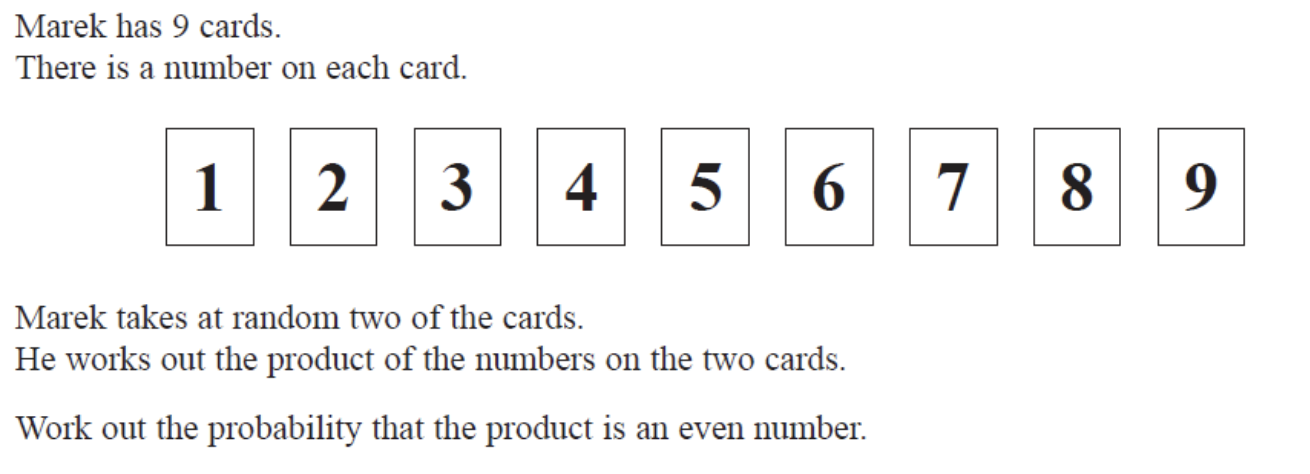 Marek has 9 cards.
There is a number on each card.
1 2 3 4 5 6 7 8 9
Marek takes at random two of the cards.
He works out the product of the numbers on the two cards.
Work out the probability that the product is an even number.